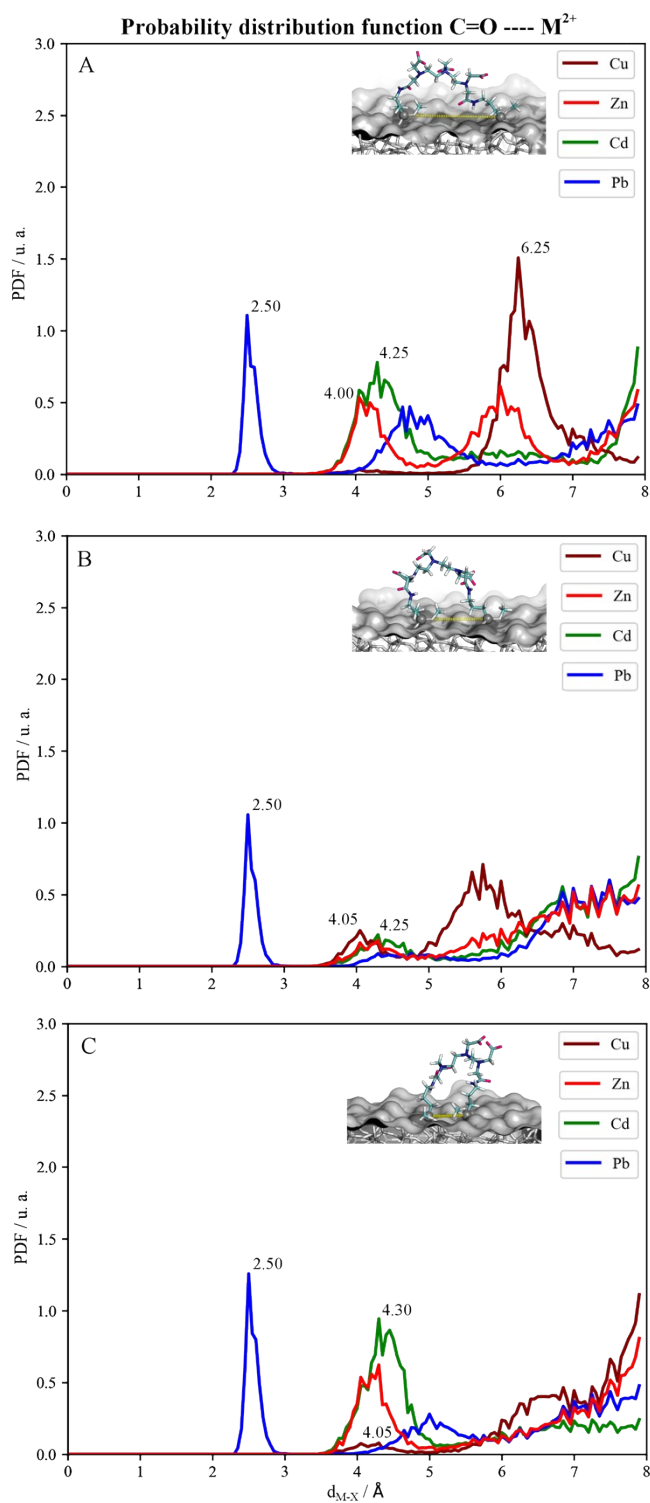 Probability distribution function C=O ---- M²⁺
A
Cu
Zn
Cd
Pb
3.0
2.5
2.0
1.5
1.0
0.5
0.0
PDF / u. a.
2.50
4.00
4.25
6.25
0 1 2 3 4 5 6 7 8
B
Cu
Zn
Cd
Pb
3.0
2.5
2.0
1.5
1.0
0.5
0.0
PDF / u. a.
2.50
4.05
4.25
0 1 2 3 4 5 6 7 8
C
Cu
Zn
Cd
Pb
3.0
2.5
2.0
1.5
1.0
0.5
0.0
PDF / u. a.
2.50
4.30
4.05
0 1 2 3 4 5 6 7 8
d_M-X / Å